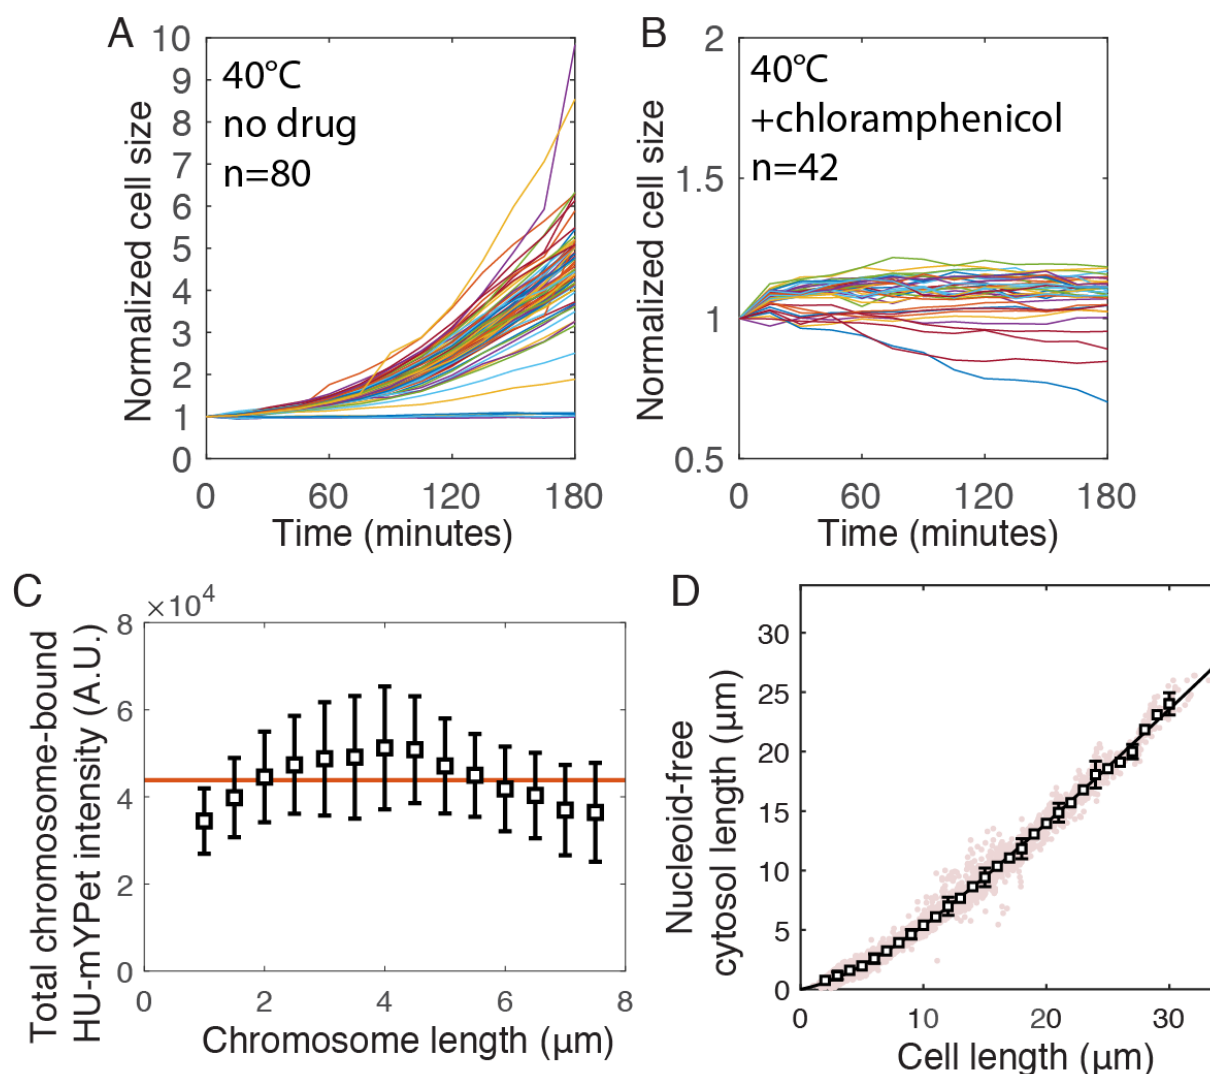 A
Normalized cell size
10
9
8
7
6
5
4
3
2
1
0
40°C
no drug
n=80
0 60 120 180
Time (minutes)
B
Normalized cell size
2
1.5
1
0.5
40°C
+chloramphenicol
n=42
0 60 120 180
Time (minutes)
C
Total chromosome-bound
HU-mYPet intensity (A.U.)
×10⁴
8
6
4
2
0
0 2 4 6 8
Chromosome length (µm)
D
Nucleoid-free
cytosol length (µm)
30
25
20
15
10
5
0
0 10 20 30
Cell length (µm)